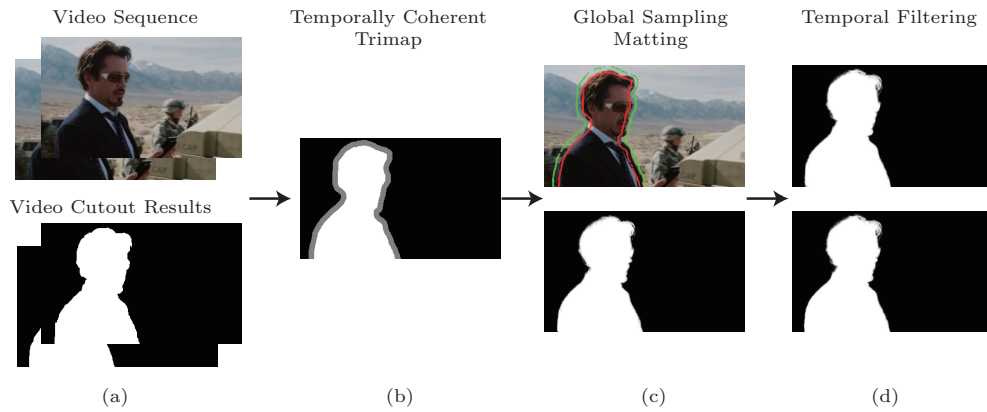 Video Sequence
Temporally Coherent
Trimap
Global Sampling
Matting
Temporal Filtering
Video Cutout Results
(a)
(b)
(c)
(d)